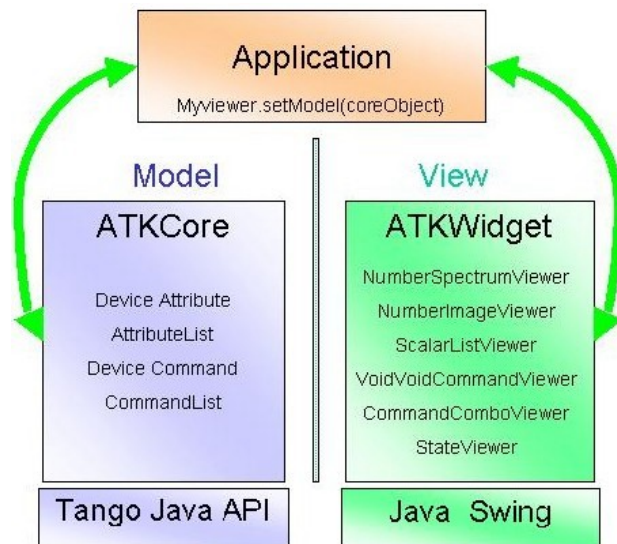 Application
Myviewer.setModel(coreObject)
Model
View
ATKCore
Device Attribute
AttributeList
Device Command
CommandList
Tango Java API
ATKWidget
NumberSpectrumViewer
NumberImageViewer
ScalarListViewer
VoidVoidCommandViewer
CommandComboViewer
StateViewer
Java Swing